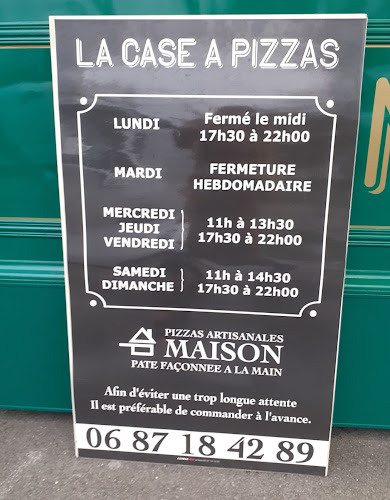 LA CASE A PIZZAS
LUNDI
Fermé le midi
17h30 à 22h00
MARDI
FERMETURE
HEBDOMADAIRE
MERCREDI
JEUDI
VENDREDI
11h à 13h30
17h30 à 22h00
SAMEDI
DIMANCHE
11h à 14h30
17h30 à 22h00
PIZZAS ARTISANALES
MAISON
PATE FAÇONNEE A LA MAIN
Afin d'éviter une trop longue attente
Il est préférable de commander à l'avance.
06 87 18 42 89